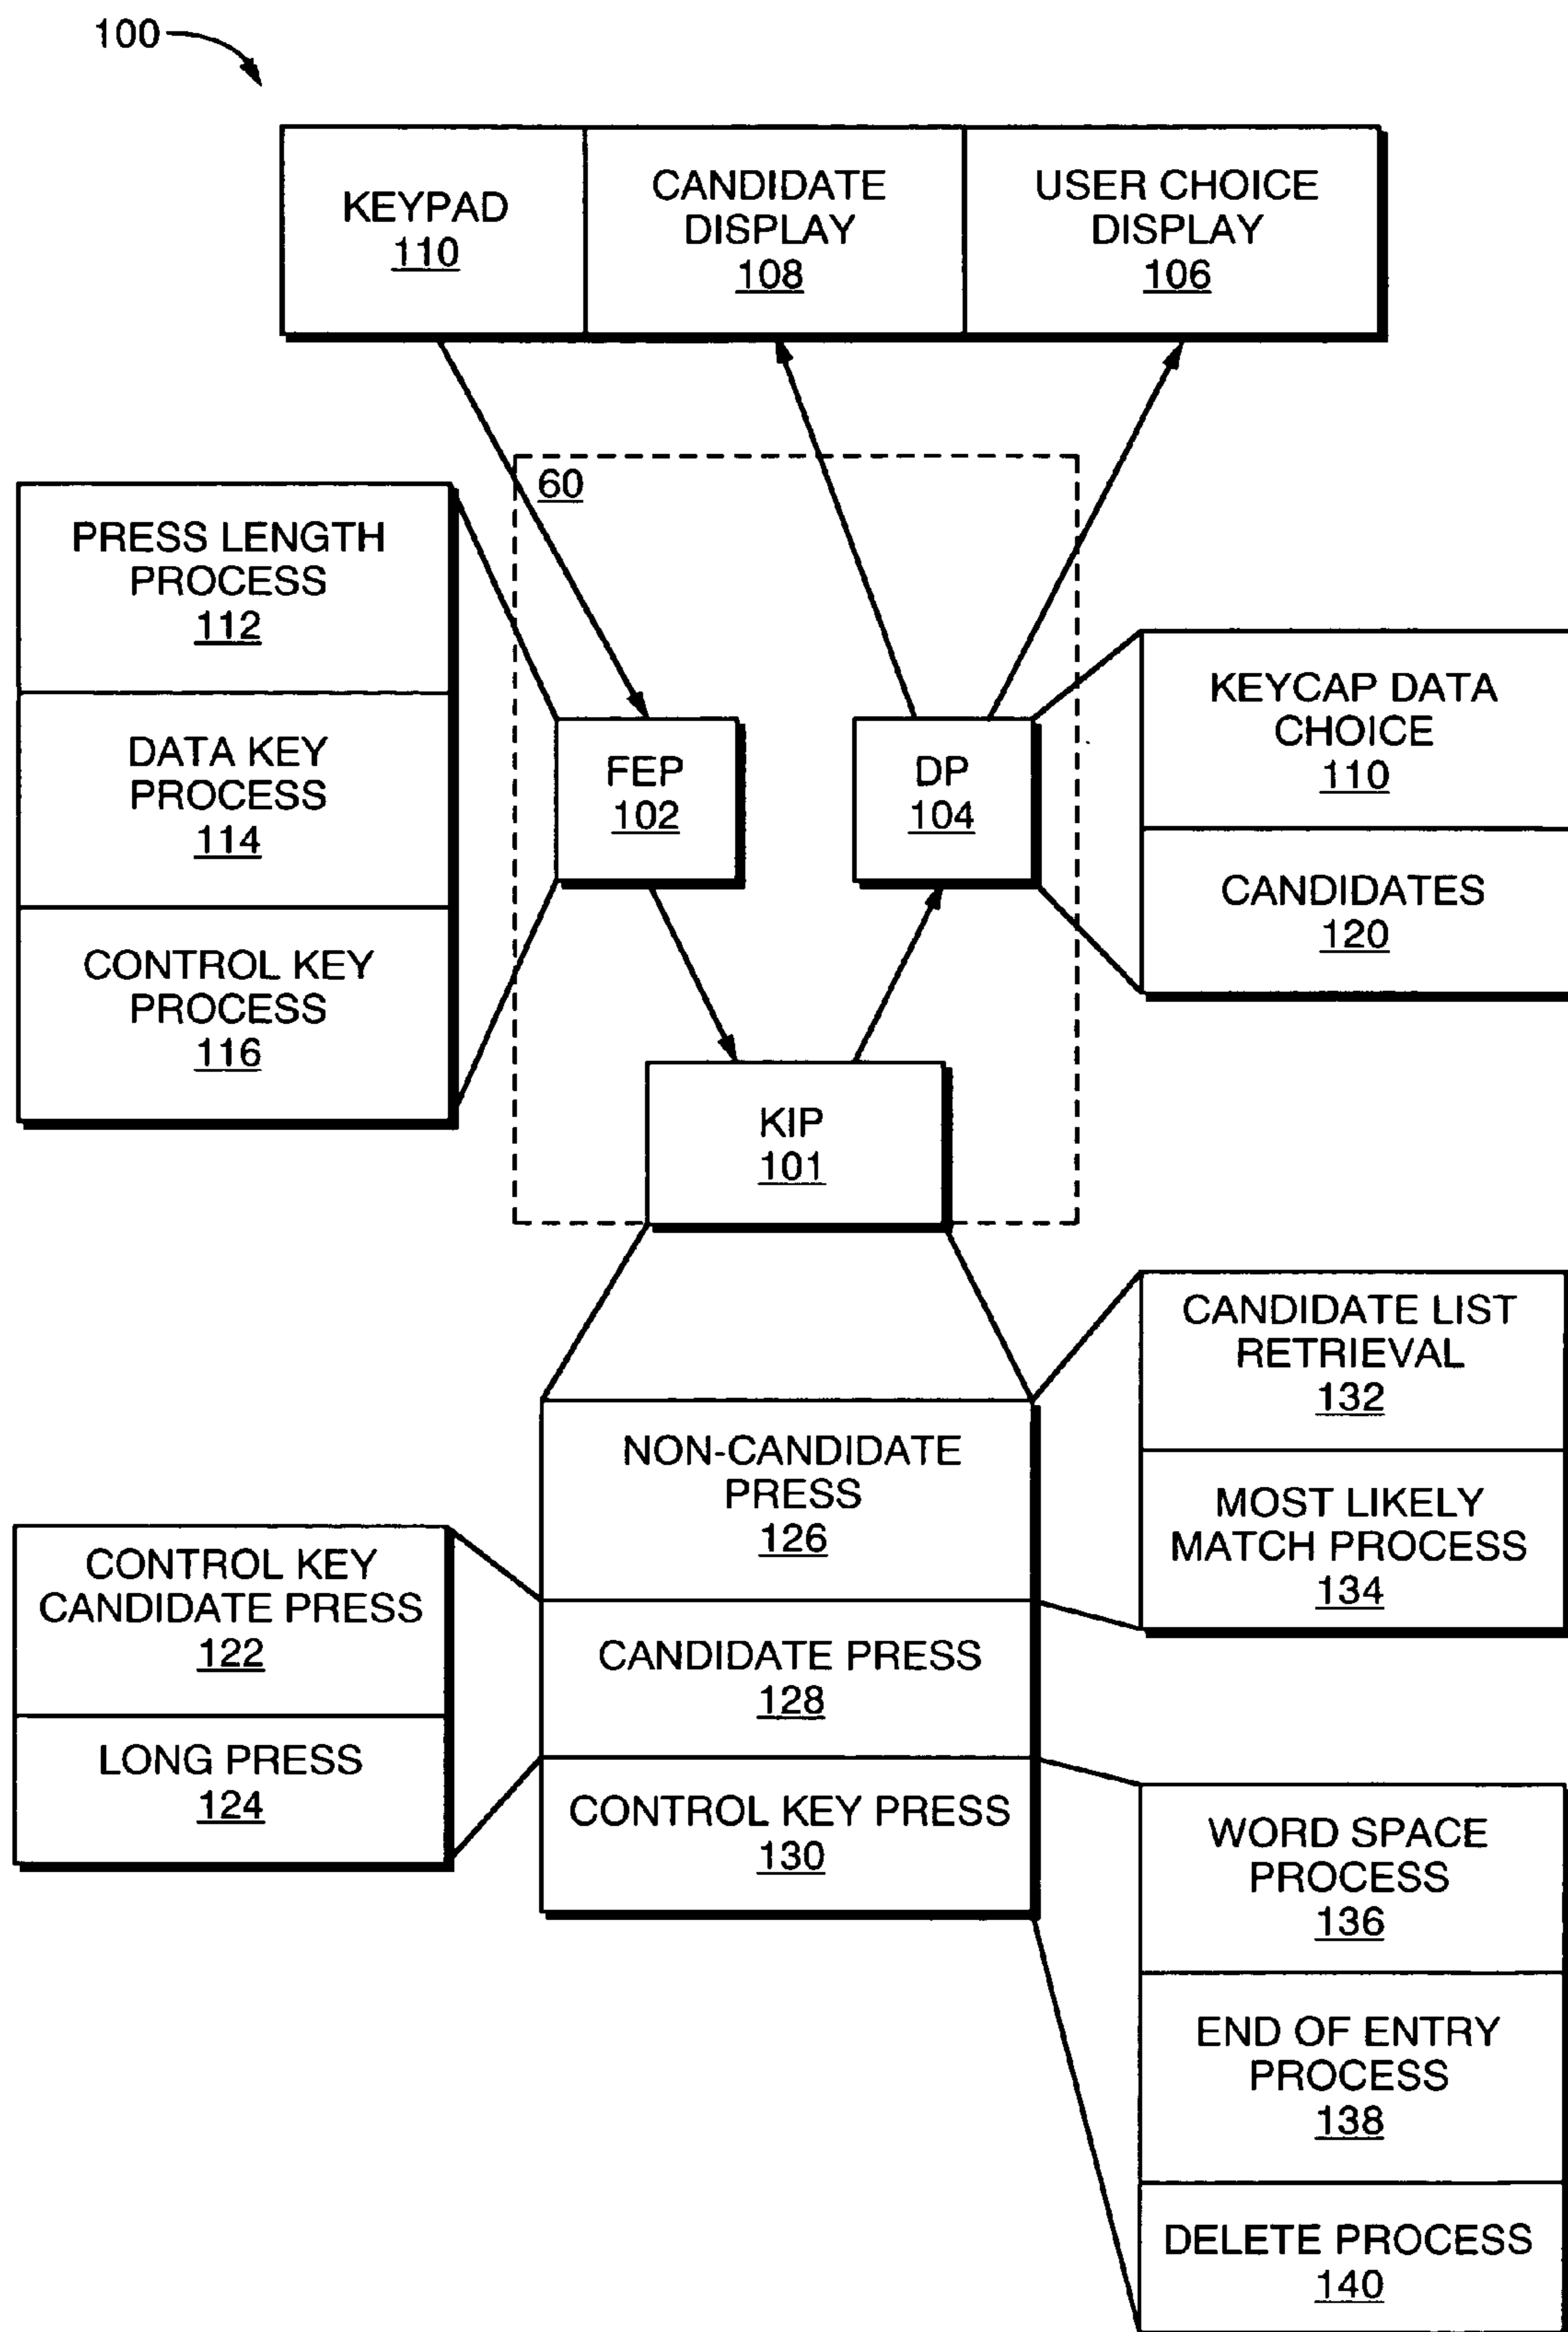 100
KEYPAD
110
CANDIDATE
DISPLAY
108
USER CHOICE
DISPLAY
106
60
PRESS LENGTH
PROCESS
112
DATA KEY
PROCESS
114
CONTROL KEY
PROCESS
116
FEP
102
DP
104
KEYCAP DATA
CHOICE
110
CANDIDATES
120
KIP
101
NON-CANDIDATE
PRESS
126
CANDIDATE PRESS
128
CONTROL KEY PRESS
130
CANDIDATE LIST
RETRIEVAL
132
MOST LIKELY
MATCH PROCESS
134
CONTROL KEY
CANDIDATE PRESS
122
LONG PRESS
124
WORD SPACE
PROCESS
136
END OF ENTRY
PROCESS
138
DELETE PROCESS
140